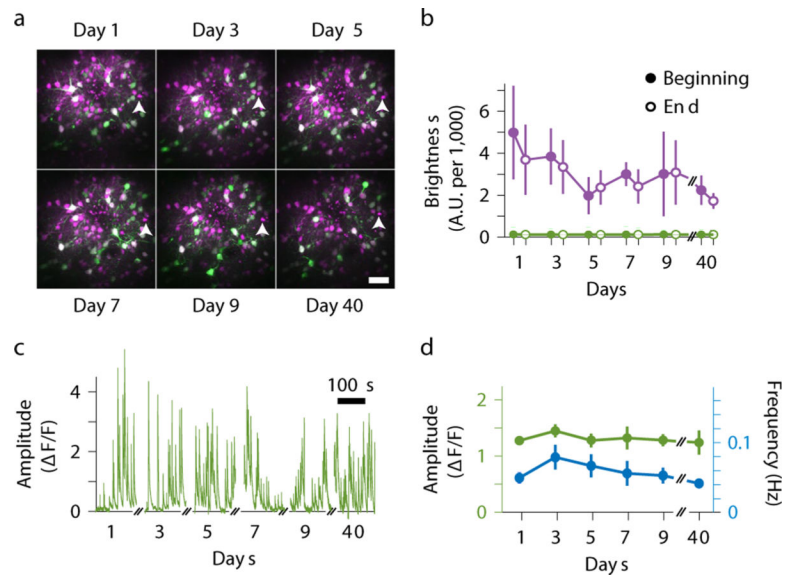 a
Day 1 Day 3 Day 5
Day 7 Day 9 Day 40
b
Beginning
En d
Brightnes s
(A.U. per 1,000)
6
4
2
0
1 3 5 7 9 40
Days
c
100 s
Amplitude
(ΔF/F)
4
2
0
1 3 5 7 9 40
Day s
d
Amplitude
(ΔF/F)
2
1
0
Frequency (Hz)
0.1
0
1 3 5 7 9 40
Day s